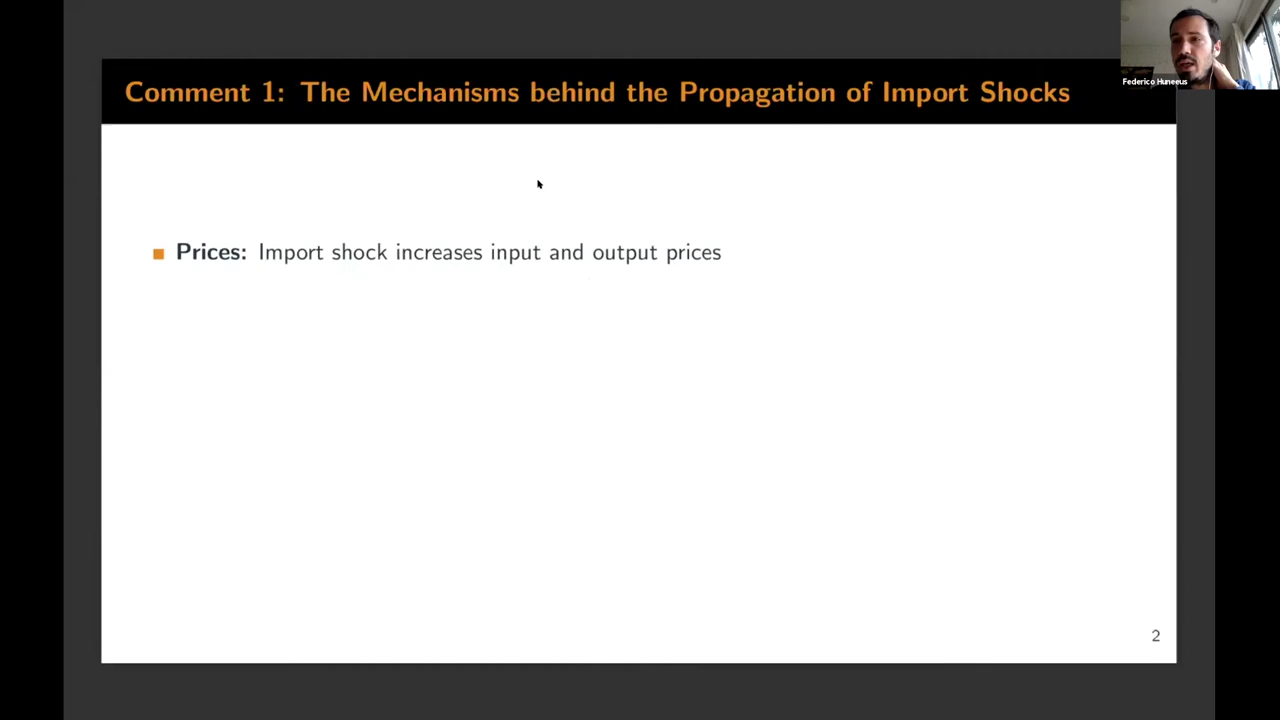 Comment 1: The Mechanisms behind the Propagation of Import Shocks
Federico Huneeus
Prices: Import shock increases input and output prices
2